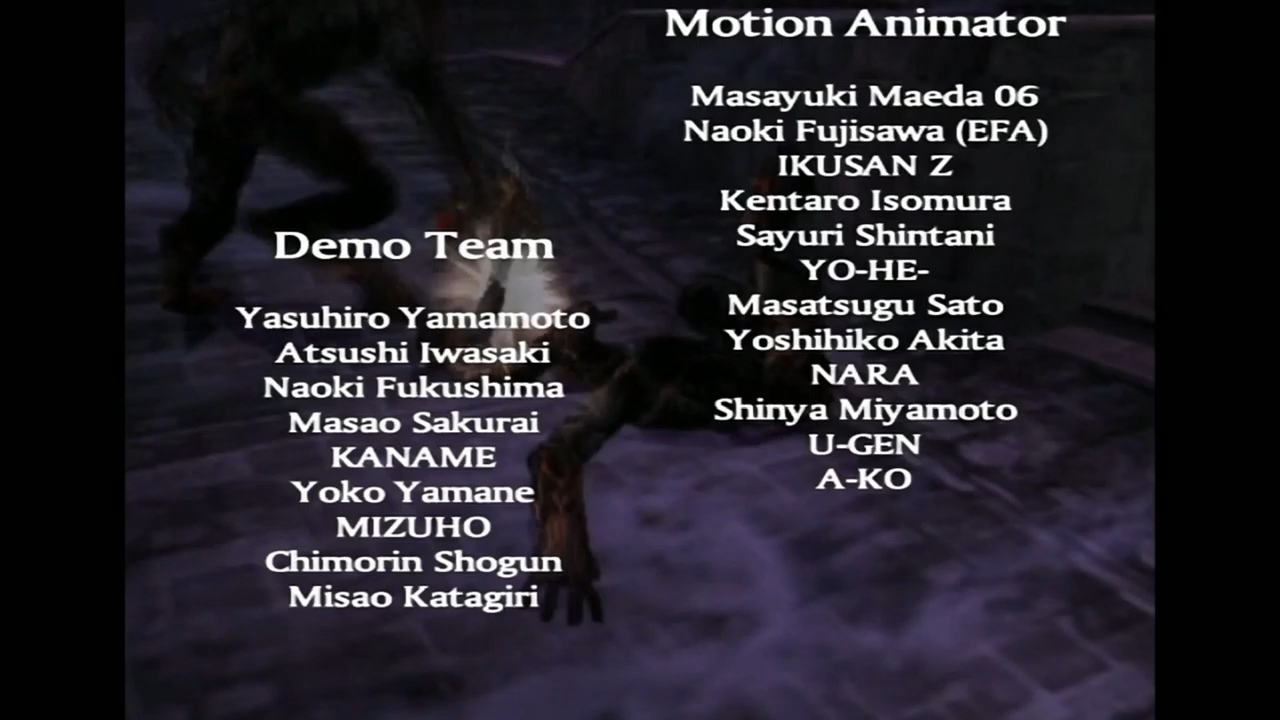 Demo Team
Yasuhiro Yamamoto
Atsushi Iwasaki
Naoki Fukushima
Masao Sakurai
KANAME
Yoko Yamane
MIZUHO
Chimorin Shogun
Misao Katagiri
Motion Animator
Masayuki Maeda 06
Naoki Fujisawa (EFA)
IKUSAN Z
Kentaro Isomura
Sayuri Shintani
YO-HE-
Masatsugu Sato
Yoshihiko Akita
NARA
Shinya Miyamoto
U-GEN
A-KO